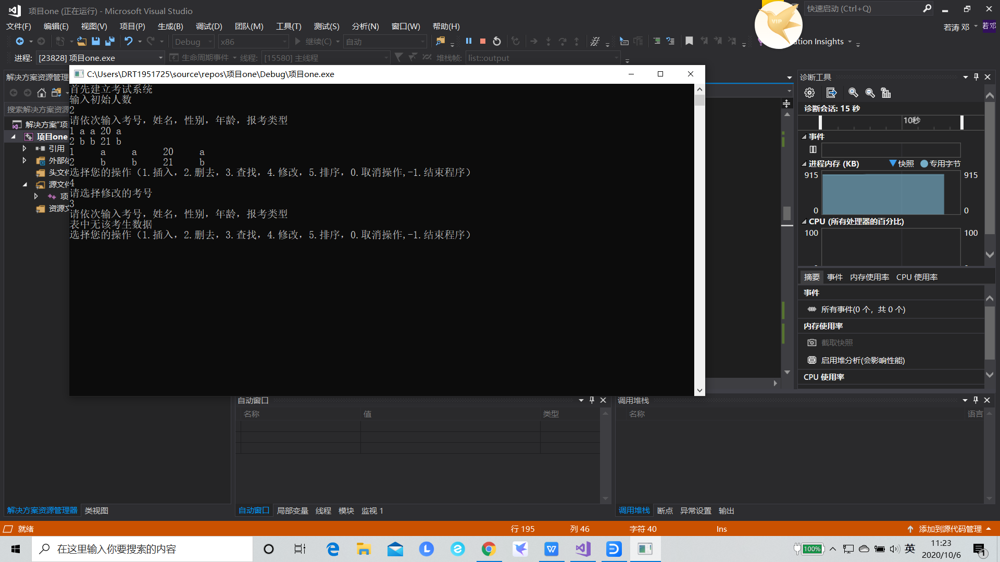 项目one (正在运行) - Microsoft Visual Studio
快速启动 (Ctrl+Q)
文件(F) 编辑(E) 视图(V) 项目(P) 生成(B) 调试(D) 团队(M) 工具(T) 测试(S) 分析(N) 窗口(W) 帮助(H)
VIP
若涛 邓
若邓
Debug x86 继续(C) 自动
ation Insights
进程: [23828] 项目one.exe 生命周期事件 线程: [15580] 主线程 堆栈帧: list::output
解决方案资源管理
搜索解决方案资源
解决方案"项
项目one
引用
外部依
头文件
源文件
项
资源文
C:\Users\DRT1951725\source\repos\项目one\Debug\项目one.exe
首先建立考试系统
输入初始人数
2
请依次输入考号，姓名，性别，年龄，报考类型
1 a a 20 a
2 b b 21 b
1 a a 20 a
2 b b 21 b
选择您的操作（1.插入，2.删去，3.查找，4.修改，5.排序，0.取消操作,-1.结束程序）
4
请选择修改的考号
3
请依次输入考号，姓名，性别，年龄，报考类型
表中无该考生数据
选择您的操作（1.插入，2.删去，3.查找，4.修改，5.排序，0.取消操作,-1.结束程序）
诊断工具
诊断会话: 15 秒
10秒
事件
进程内存 (KB) 快照 专用字节
915 915
0 0
CPU (所有处理器的百分比)
100 100
摘要 事件 内存使用率 CPU 使用率
事件
所有事件(0 个，共 0 个)
内存使用率
截取快照
启用堆分析(会影响性能)
CPU 使用率
自动窗口
名称 值 类型
调用堆栈
名称 语言
解决方案资源管理器 类视图
自动窗口 局部变量 线程 模块 监视 1
调用堆栈 断点 异常设置 输出
就绪 行 195 列 46 字符 40 Ins 添加到源代码管理
在这里输入你要搜索的内容
100%
英
11:23
2020/10/6
1